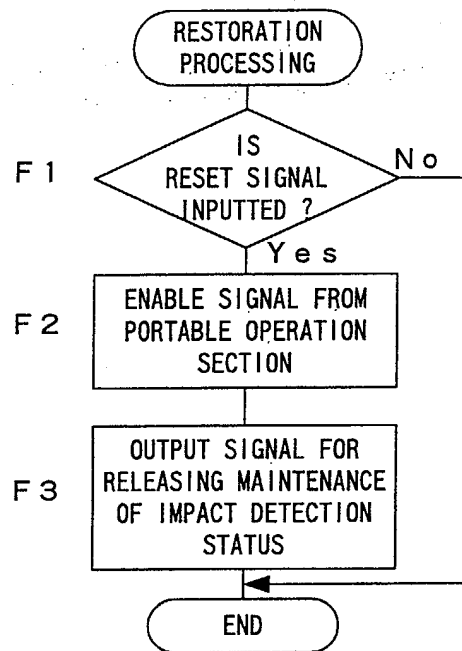 RESTORATION
PROCESSING
IS
RESET SIGNAL
INPUTTED ?
F1
No
Yes
ENABLE SIGNAL FROM
PORTABLE OPERATION
SECTION
F2
OUTPUT SIGNAL FOR
RELEASING MAINTENANCE
OF IMPACT DETECTION
STATUS
F3
END